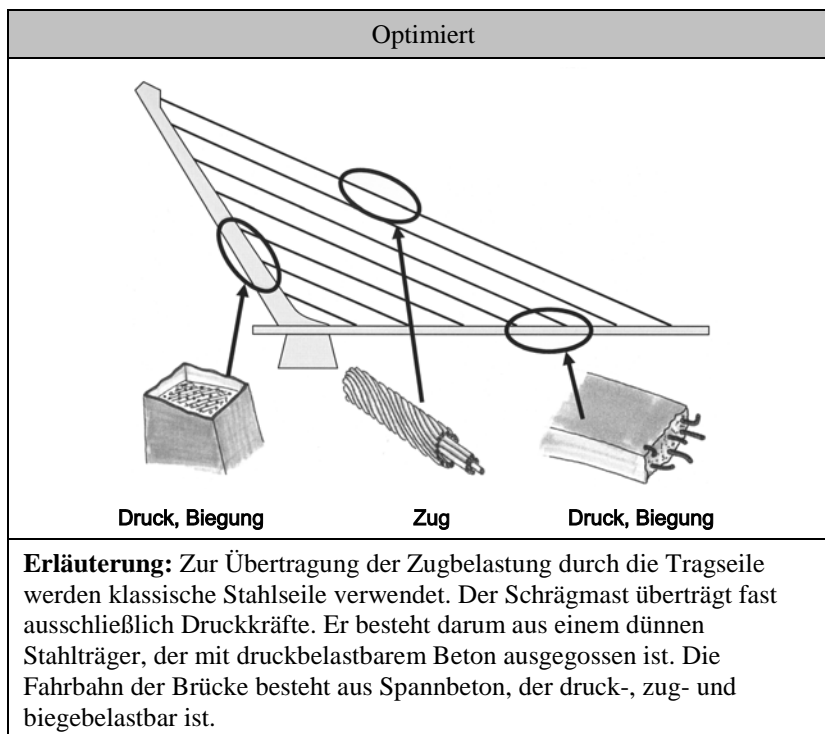 Optimiert
Druck, Biegung
Zug
Druck, Biegung
Erläuterung: Zur Übertragung der Zugbelastung durch die Tragseile
werden klassische Stahlseile verwendet. Der Schrägmast überträgt fast
ausschließlich Druckkräfte. Er besteht darum aus einem dünnen
Stahlträger, der mit druckbelastbarem Beton ausgegossen ist. Die
Fahrbahn der Brücke besteht aus Spannbeton, der druck-, zug- und
biegebelastbar ist.